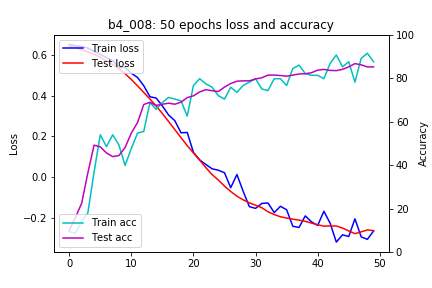 b4_008: 50 epochs loss and accuracy
Train loss
Test loss
Train acc
Test acc
Loss
Accuracy
0.6
0.4
0.2
0.0
−0.2
100
80
60
40
20
0
0
10
20
30
40
50